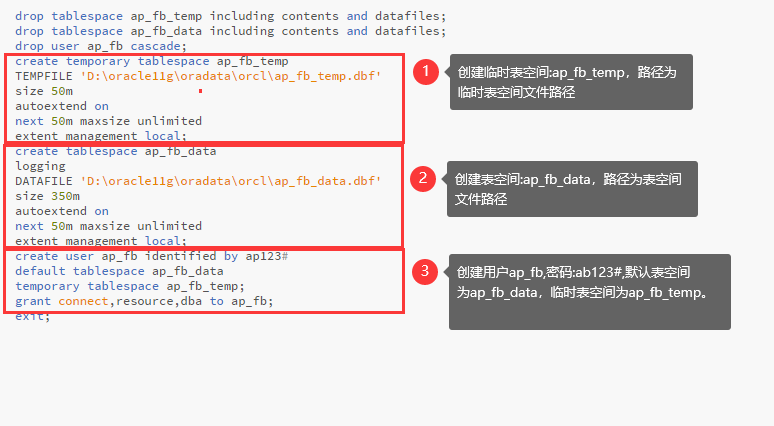 drop tablespace ap_fb_temp including contents and datafiles;
drop tablespace ap_fb_data including contents and datafiles;
drop user ap_fb cascade;
create temporary tablespace ap_fb_temp
TEMPFILE 'D:\oracle11g\oradata\orcl\ap_fb_temp.dbf'
size 50m
autoextend on
next 50m maxsize unlimited
extent management local;
1
创建临时表空间:ap_fb_temp，路径为
临时表空间文件路径
create tablespace ap_fb_data
logging
DATAFILE 'D:\oracle11g\oradata\orcl\ap_fb_data.dbf'
size 350m
autoextend on
next 50m maxsize unlimited
extent management local;
2
创建表空间:ap_fb_data，路径为表空间
文件路径
create user ap_fb identified by ap123#
default tablespace ap_fb_data
temporary tablespace ap_fb_temp;
grant connect,resource,dba to ap_fb;
3
创建用户ap_fb,密码:ab123#,默认表空间
为ap_fb_data，临时表空间为ap_fb_temp。
exit;